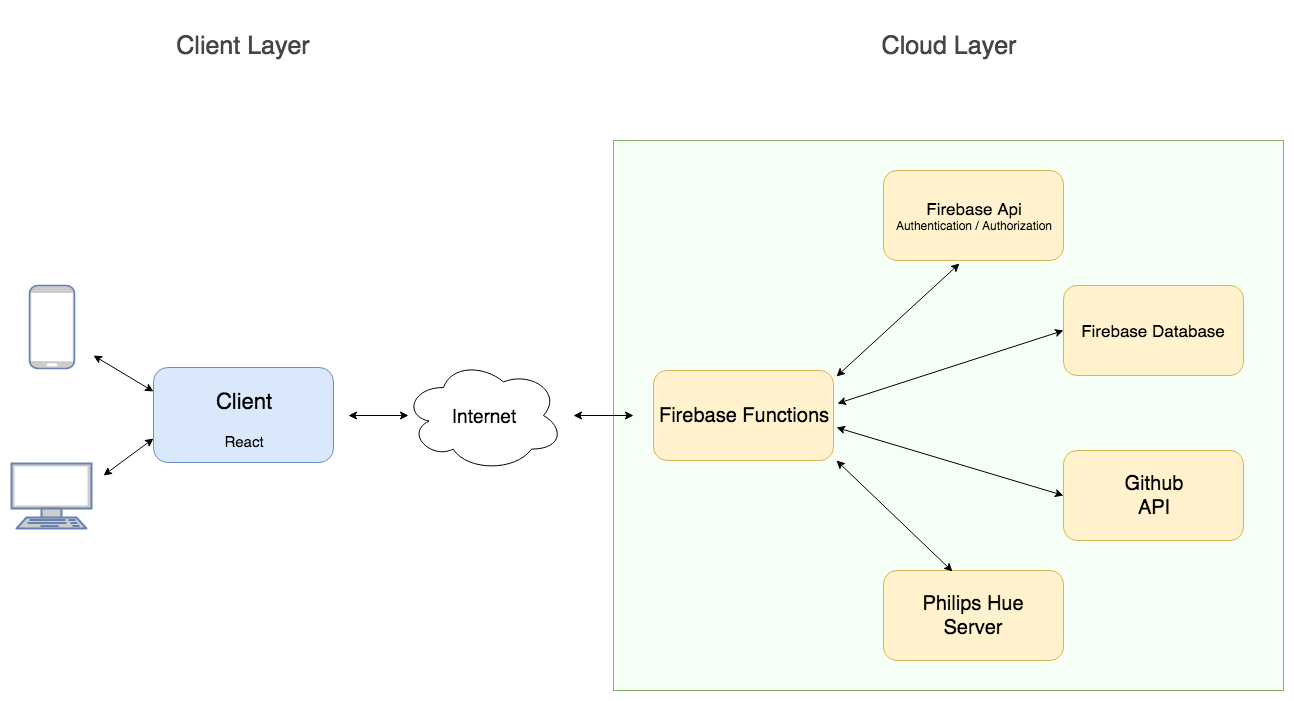 Client Layer
Cloud Layer
Firebase Api
Authentication / Authorization
Firebase Database
Client
React
Internet
Firebase Functions
Github
API
Philips Hue
Server